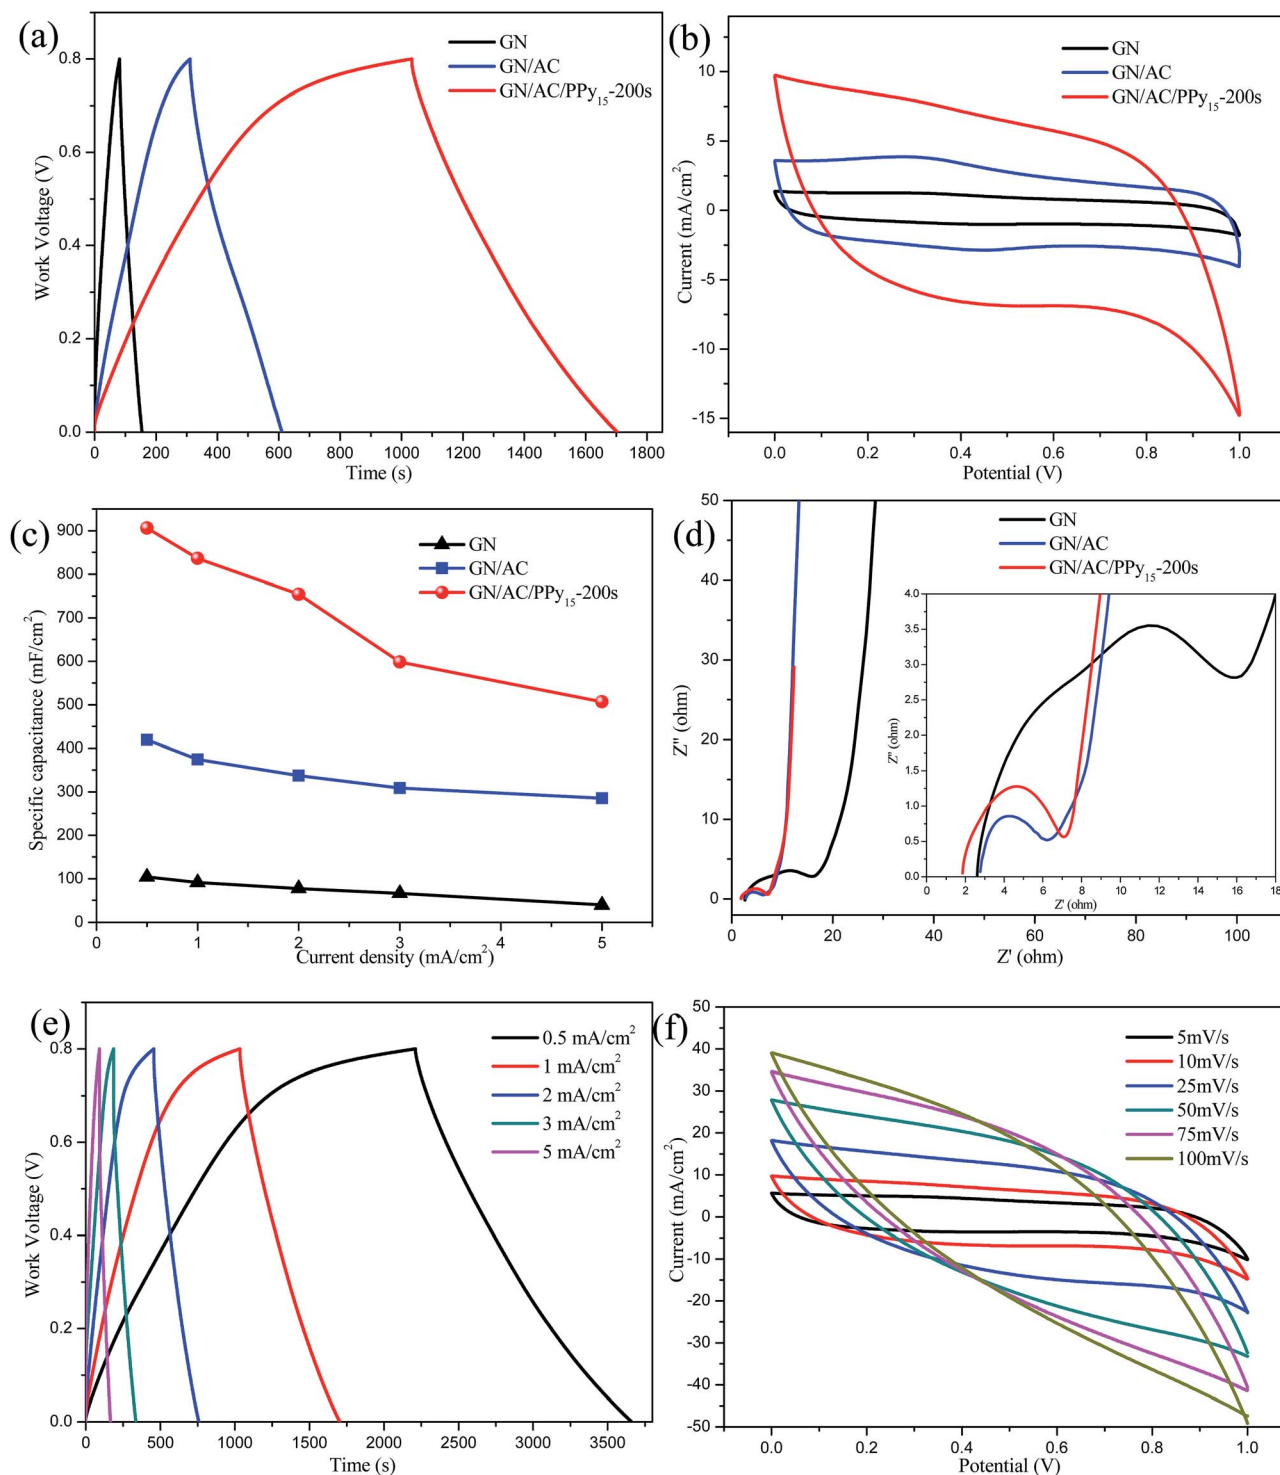 (a)
GN
GN/AC
GN/AC/PPy₁₅-200s
0.8
0.6
0.4
0.2
0.0
Work Voltage (V)
0 200 400 600 800 1000 1200 1400 1600 1800
Time (s)
(b)
GN
GN/AC
GN/AC/PPy₁₅-200s
10
5
0
-5
-10
-15
Current (mA/cm²)
0.0 0.2 0.4 0.6 0.8 1.0
Potential (V)
(c)
GN
GN/AC
GN/AC/PPy₁₅-200s
900
800
700
600
500
400
300
200
100
0
Specific capacitance (mF/cm²)
0 1 2 3 4 5
Current density (mA/cm²)
(d)
GN
GN/AC
GN/AC/PPy₁₅-200s
50
40
30
20
10
0
Z'' (ohm)
0 20 40 60 80 100
Z' (ohm)
4.0
3.5
3.0
2.5
2.0
1.5
1.0
0.5
0.0
Z'' (ohm)
0 2 4 6 8 10 12 14 16 18
Z' (ohm)
(e)
0.5 mA/cm²
1 mA/cm²
2 mA/cm²
3 mA/cm²
5 mA/cm²
0.8
0.6
0.4
0.2
0.0
Work Voltage (V)
0 500 1000 1500 2000 2500 3000 3500
Time (s)
(f)
5mV/s
10mV/s
25mV/s
50mV/s
75mV/s
100mV/s
50
40
30
20
10
0
-10
-20
-30
-40
-50
Current (mA/cm²)
0.0 0.2 0.4 0.6 0.8 1.0
Potential (V)